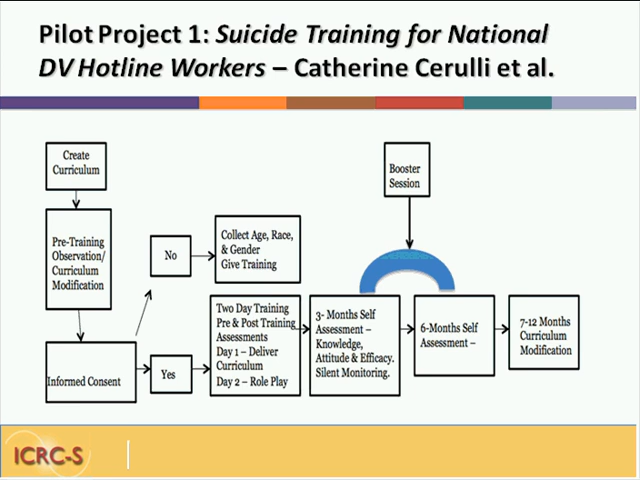 Pilot Project 1: Suicide Training for National
DV Hotline Workers – Catherine Cerulli et al.
Create
Curriculum
Pre-Training
Observation/
Curriculum
Modification
Informed Consent
No
Collect Age, Race,
& Gender
Give Training
Yes
Two Day Training
Pre & Post Training
Assessments
Day 1 – Deliver
Curriculum
Day 2 – Role Play
3- Months Self
Assessment –
Knowledge,
Attitude & Efficacy.
Silent Monitoring.
Booster
Session
6-Months Self
Assessment –
7-12 Months
Curriculum
Modification
ICRC-S